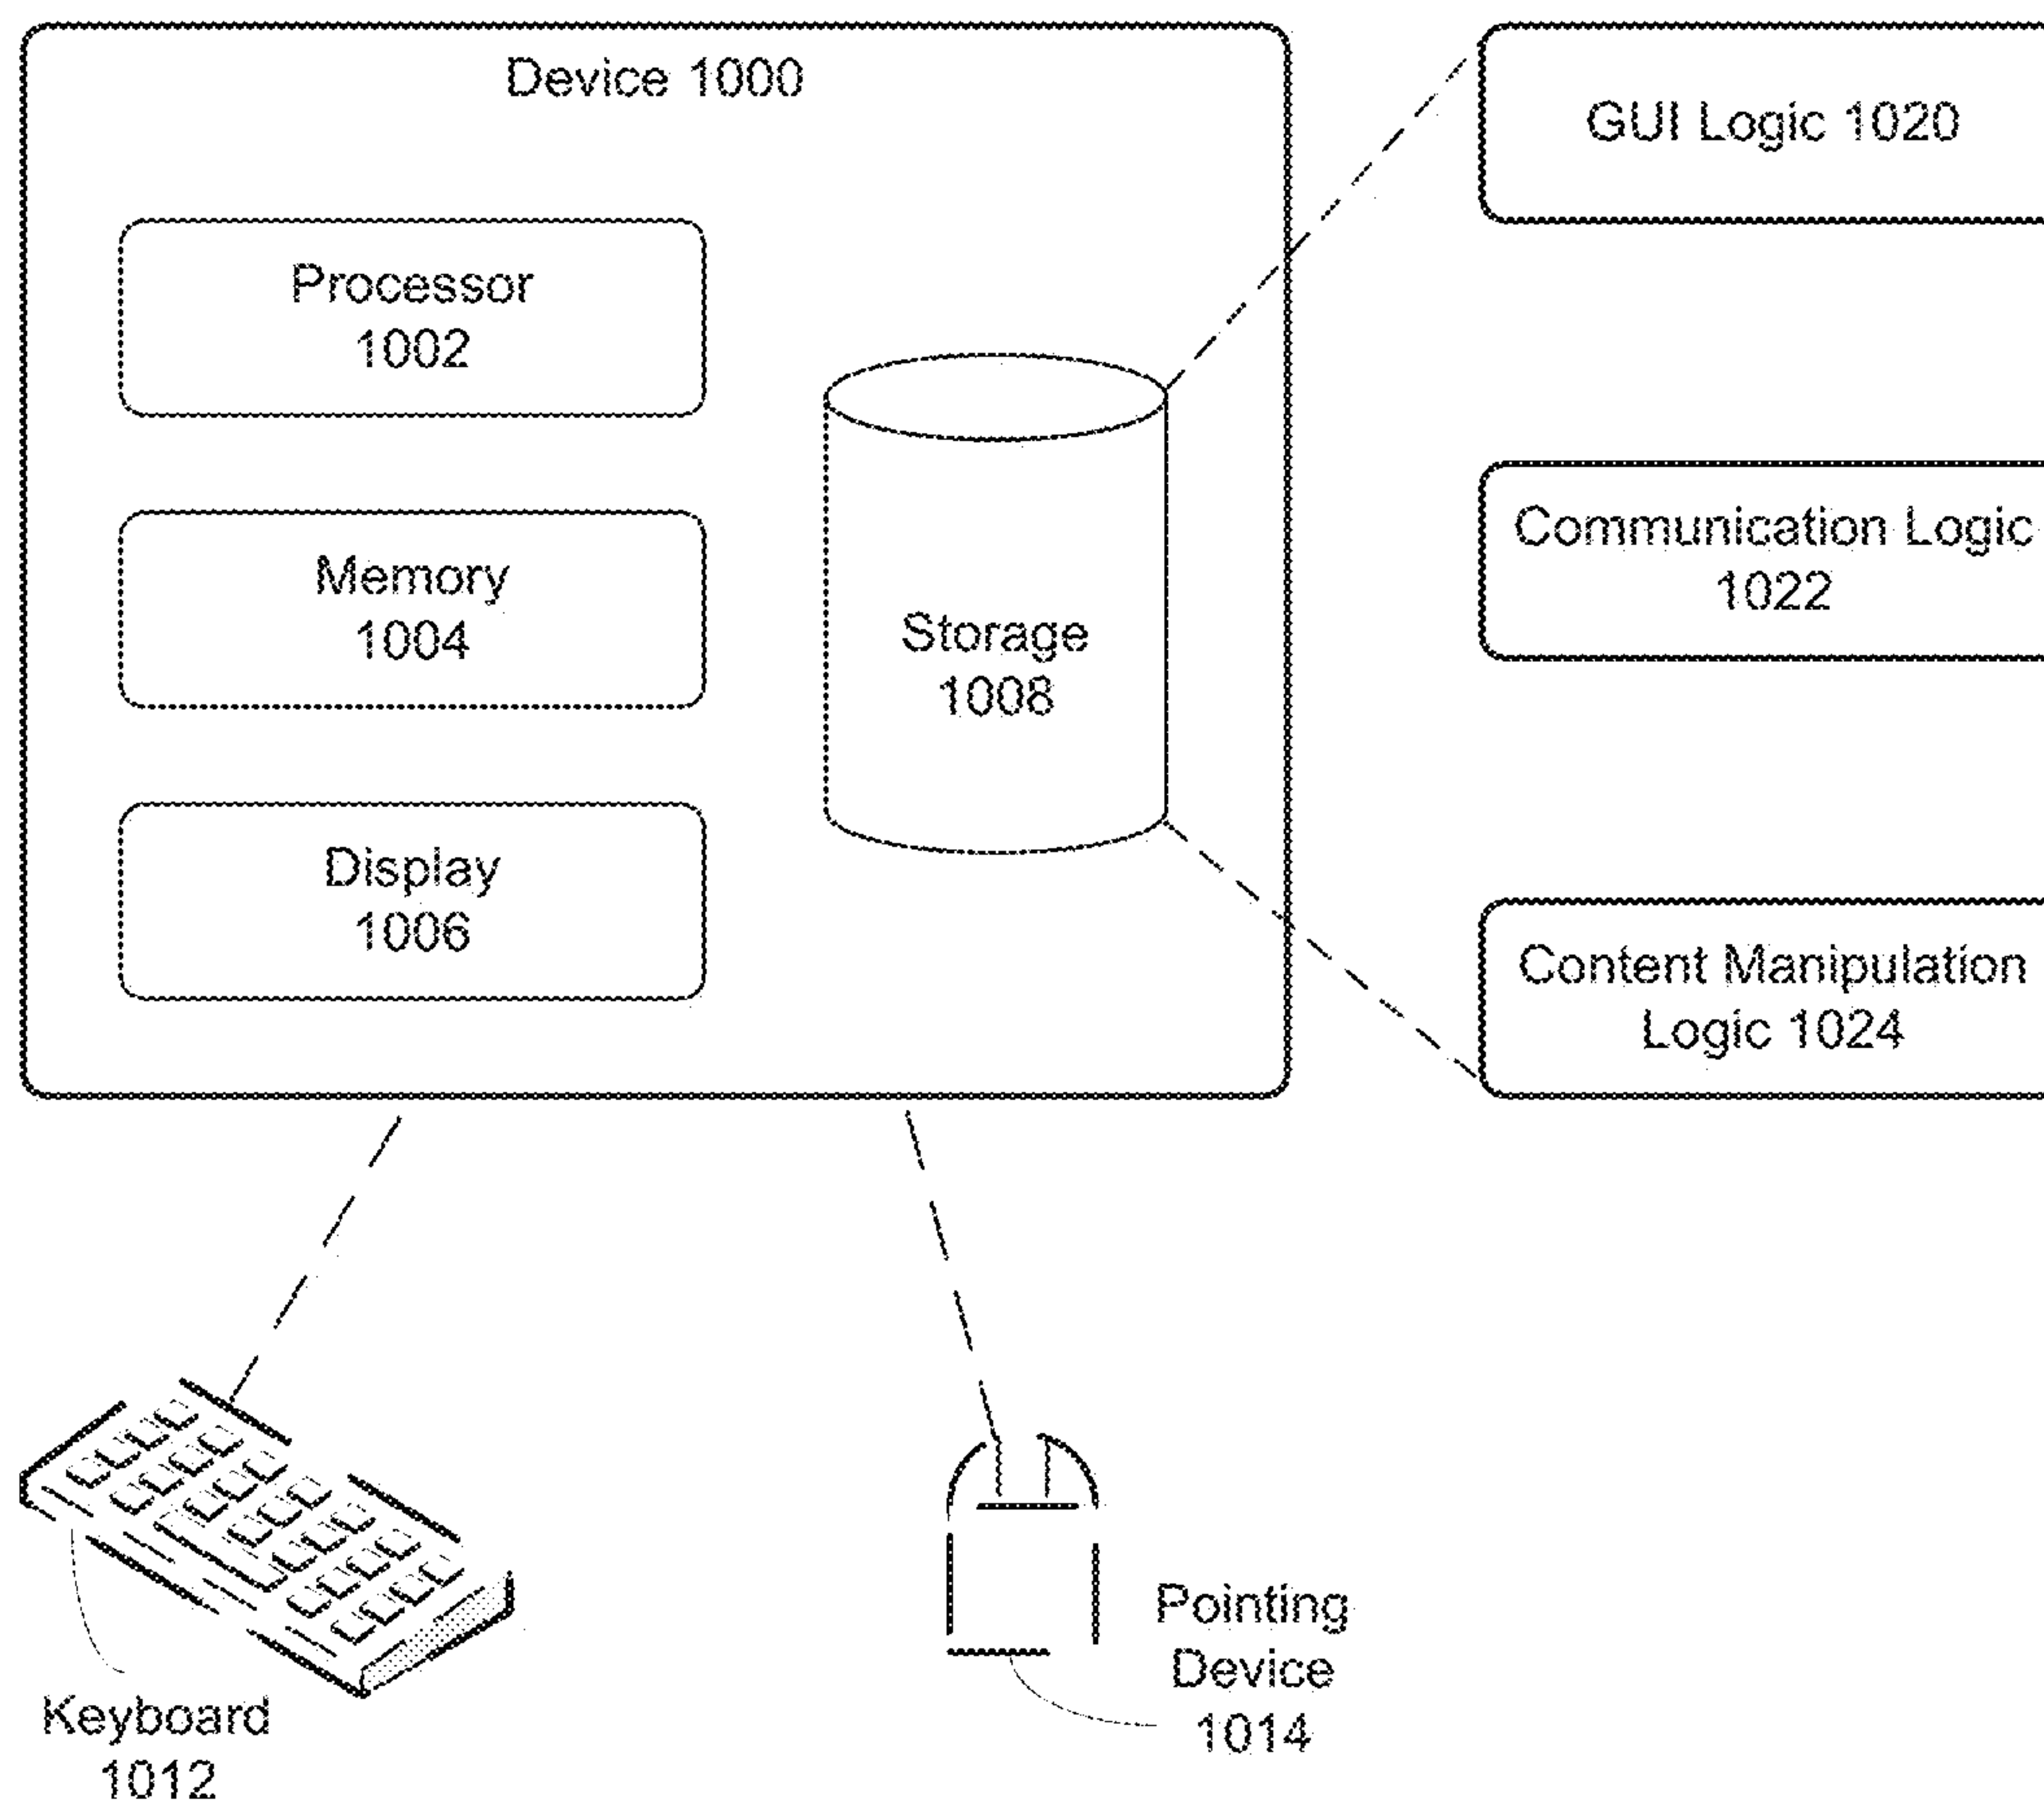 Device 1000
GUI Logic 1020
Processor
1002
Memory
1004
Display
1006
Storage
1008
Communication Logic
1022
Content Manipulation
Logic 1024
Keyboard
1012
Pointing
Device
1014